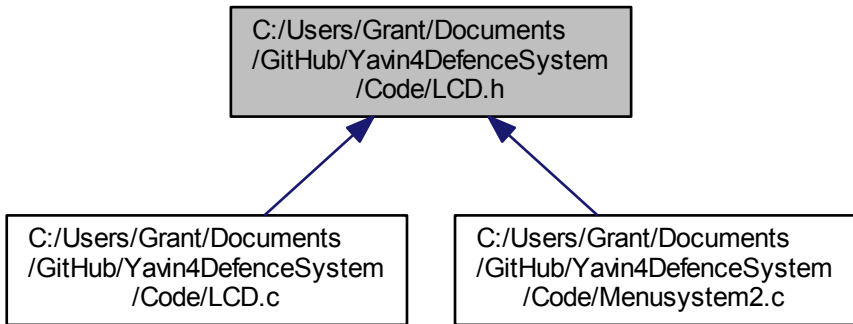 C:/Users/Grant/Documents
/GitHub/Yavin4DefenceSystem
/Code/LCD.h
C:/Users/Grant/Documents
/GitHub/Yavin4DefenceSystem
/Code/LCD.c
C:/Users/Grant/Documents
/GitHub/Yavin4DefenceSystem
/Code/Menusystem2.c